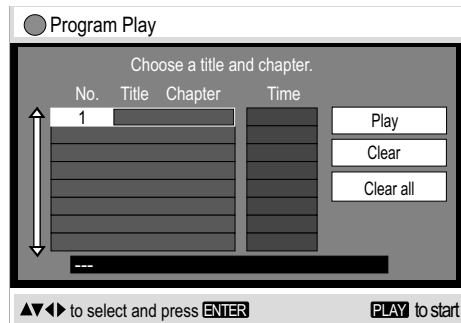 Program Play
Choose a title and chapter.
No. Title Chapter Time
1
Play
Clear
Clear all
---
▲▼◀▶ to select and press ENTER PLAY to start